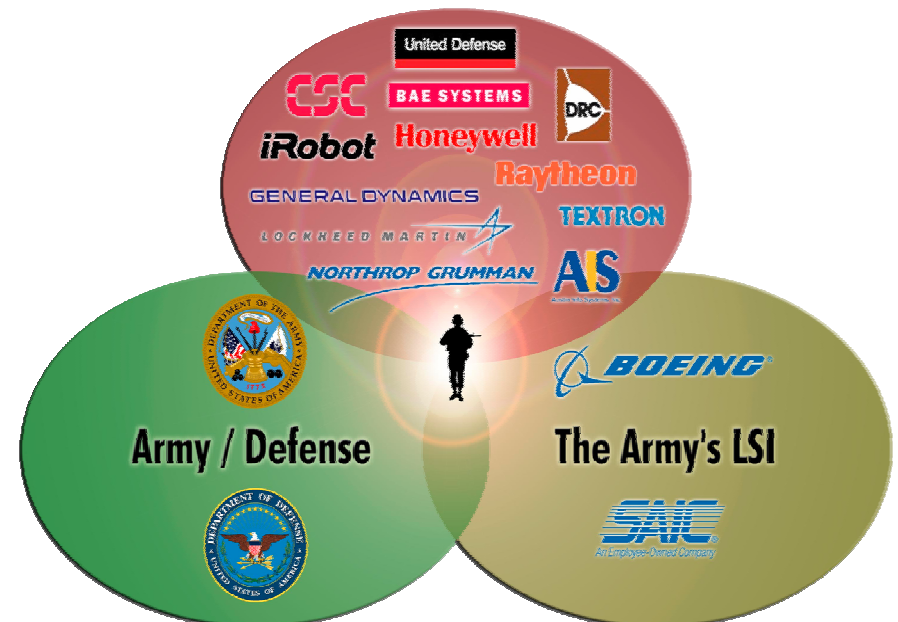 United Defense
CSC
BAE SYSTEMS
DRC
iRobot
Honeywell
Raytheon
GENERAL DYNAMICS
TEXTRON
LOCKHEED MARTIN
NORTHROP GRUMMAN
AIS
DEPARTMENT OF THE ARMY
UNITED STATES OF AMERICA
1775
BOEING®
Army / Defense
The Army's LSI
DEPARTMENT OF DEFENSE
UNITED STATES OF AMERICA
SAIC®
An Employee-Owned Company